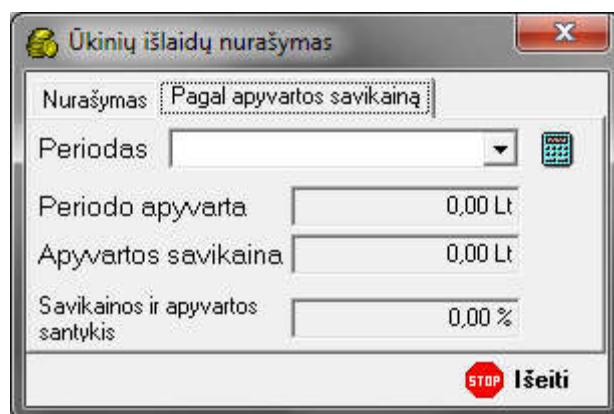 Ūkinių išlaidų nurašymas
Nurašymas Pagal apyvartos savikainą
Periodas
Periodo apyvarta 0,00 Lt
Apyvartos savikaina 0,00 Lt
Savikainos ir apyvartos
santykis 0,00 %
STOP Išeiti